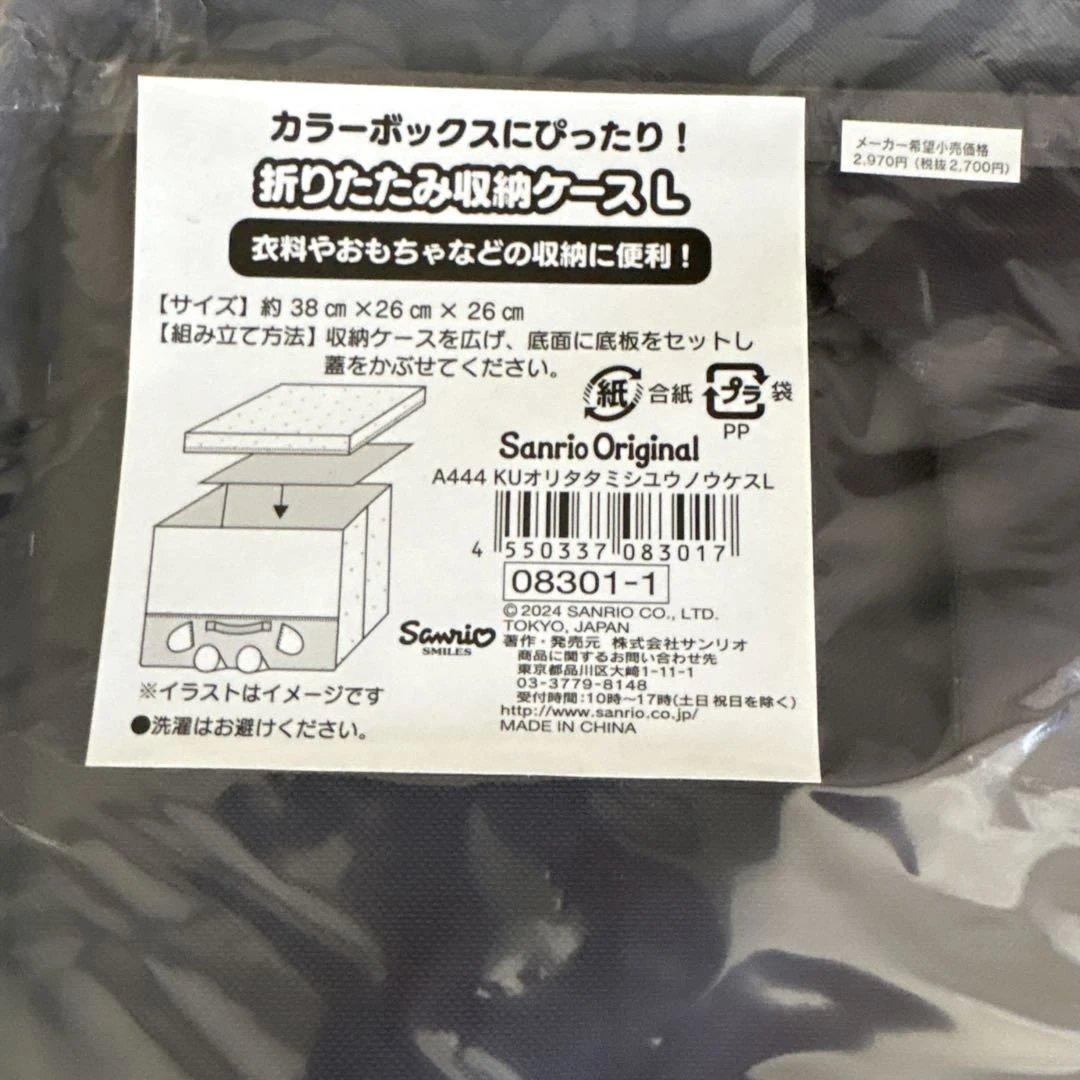 カラーボックスにぴったり!
折りたたみ収納ケースL
衣料やおもちゃなどの収納に便利!
メーカー希望小売価格
2,970円(税抜2,700円)
【サイズ】約 38㎝×26㎝×26㎝
【組み立て方法】収納ケースを広げ、底面に底板をセットし
蓋をかぶせてください。
紙 合紙 プラ 袋
PP
Sanrio Original
A444 KUオリタタミシユウノウケスL
4 550337 083017
08301-1
© 2024 SANRIO CO., LTD.
TOKYO, JAPAN
著作・発売元 株式会社サンリオ
商品に関するお問い合わせ先
東京都品川区大崎1-11-1
03-3779-8148
受付時間:10時~17時(土日祝日を除く)
http://www.sanrio.co.jp/
MADE IN CHINA
Sanrio
SMILES
※イラストはイメージです
●洗濯はお避けください。